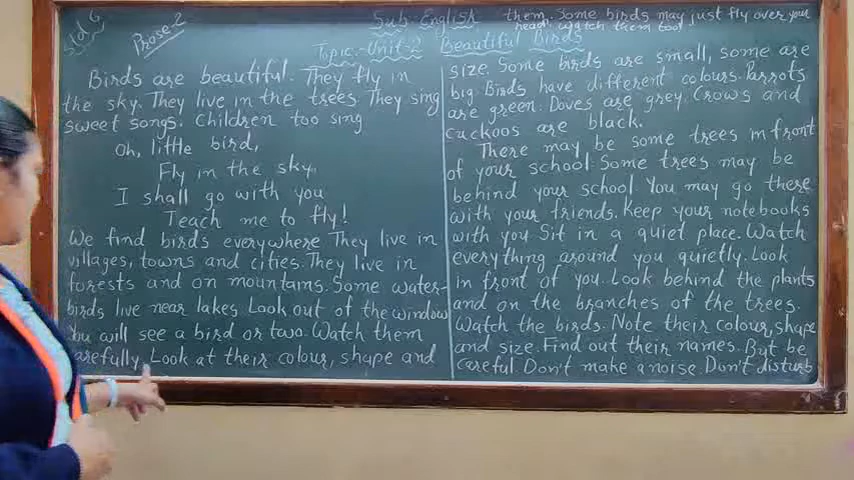 Std 6
Prose-2
Sub-English
Topic-Unit-2 Beautiful Birds
Birds are beautiful. They fly in
the sky. They live in the trees. They sing
sweet songs. Children too sing
Oh, little bird,
Fly in the sky,
I shall go with you
Teach me to fly!
We find birds everywhere They live in
villages, towns and cities. They live in
forests and on mountains. Some water-
birds live near lakes Look out of the window
You will see a bird or two. Watch them
carefully. Look at their colour, shape and
size. Some birds are small, some are
big. Birds have different colours. Parrots
are green. Doves are grey. Crows and
cuckoos are black.
There may be some trees in front
of your school. Some trees may be
behind your school You may go there
with your friends. Keep your notebooks
with you Sit in a quiet place. Watch
everything around you quietly. Look
in front of you. Look behind the plants
and on the branches of the trees.
Watch the birds. Note their colour, shape
and size. Find out their names. But be
careful. Don't make a noise. Don't disturb
them. Some birds may just fly over your
head, watch them too!